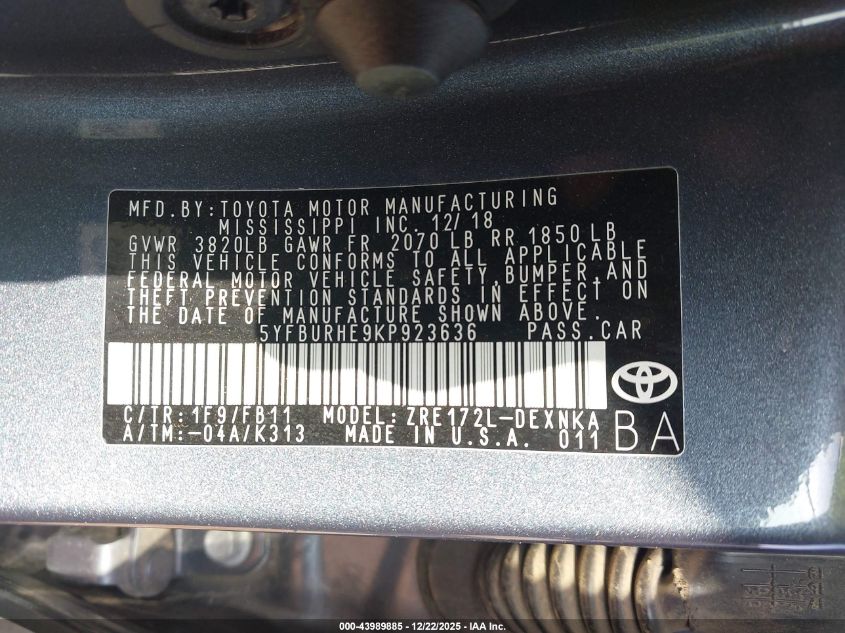 MFD. BY: TOYOTA MOTOR MANUFACTURING
MISSISSIPPI INC. 12/18
GVWR 3820LB GAWR FR 2070 LB RR 1850 LB
THIS VEHICLE CONFORMS TO ALL APPLICABLE
FEDERAL MOTOR VEHICLE SAFETY, BUMPER, AND
THEFT PREVENTION STANDARDS IN EFFECT ON
THE DATE OF MANUFACTURE SHOWN ABOVE.
5YFBURHE9KP923636 PASS. CAR
C/TR: 1F9/FB11 MODEL: ZRE172L-DEXNKA
A/TM: -04A/K313 MADE IN U.S.A. 011 BA
000-43989885 - 12/22/2025 - IAA Inc.